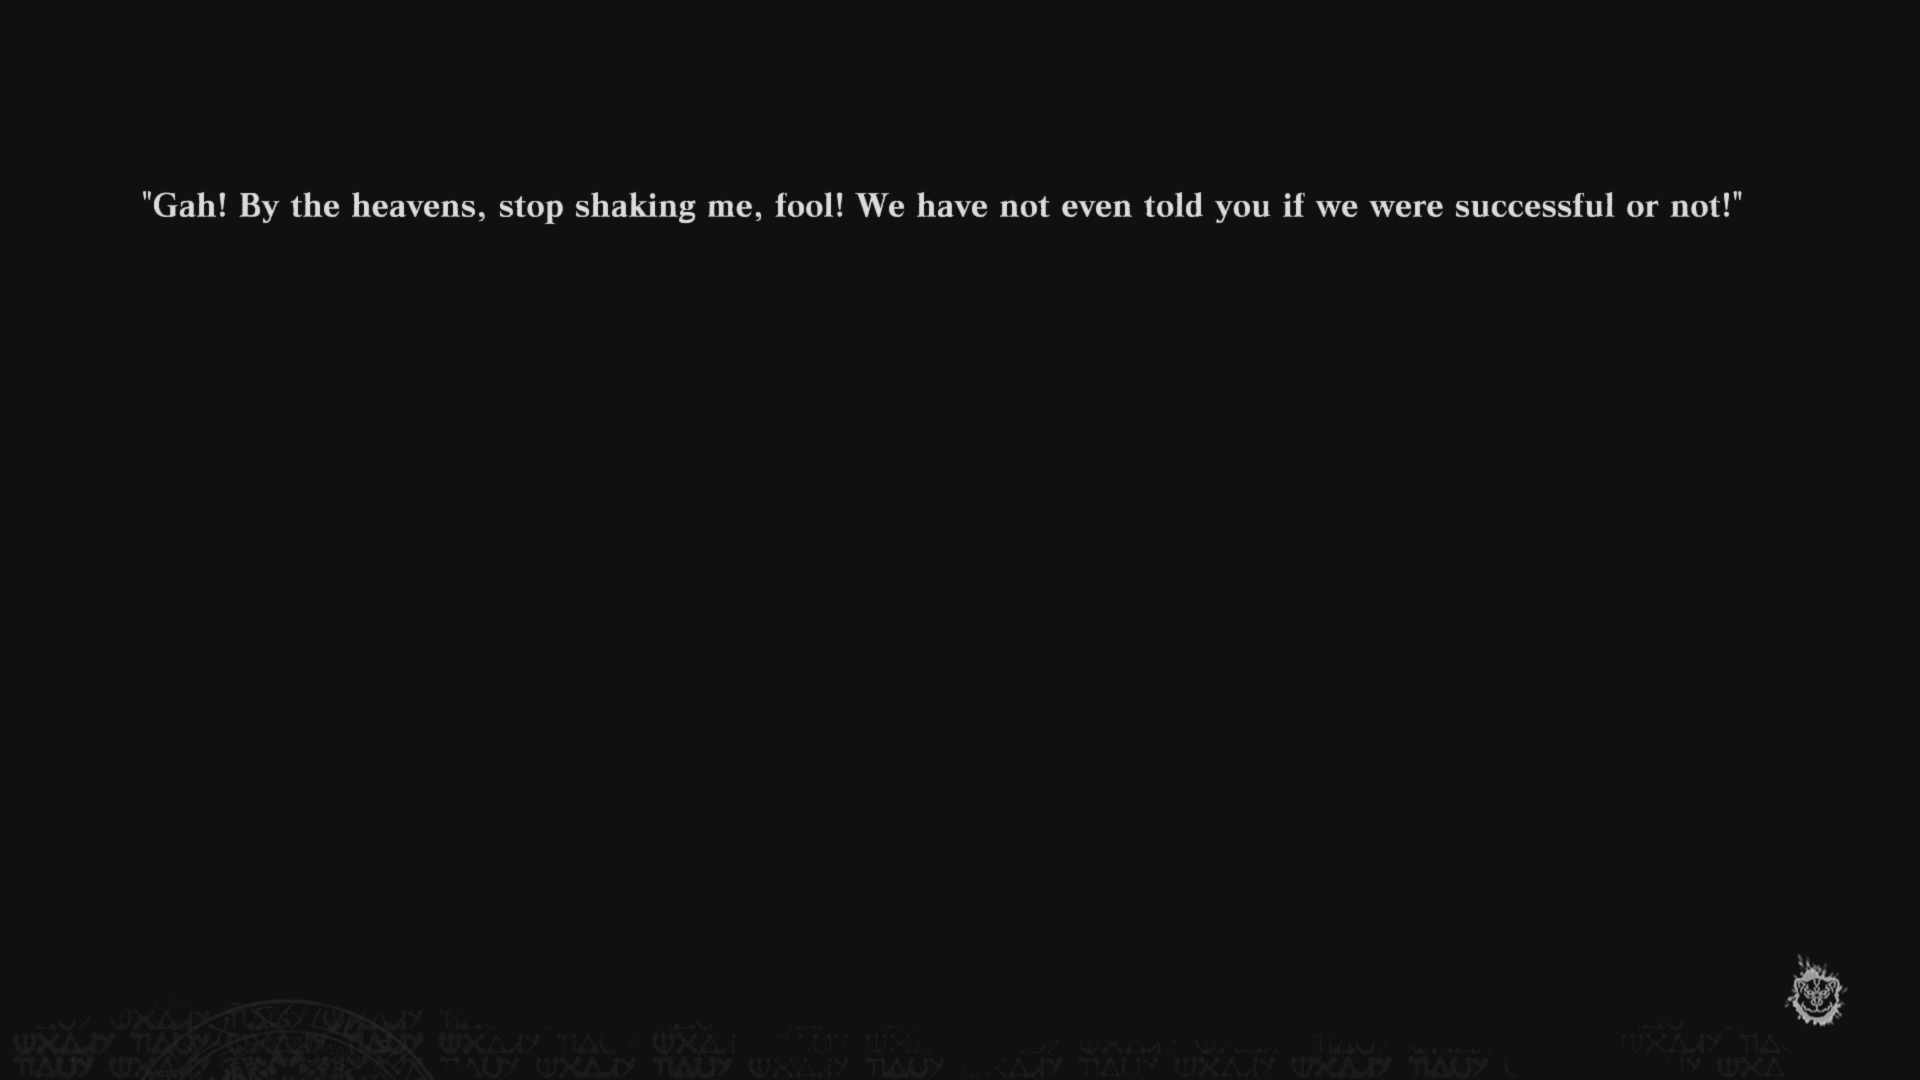 "Gah! By the heavens, stop shaking me, fool! We have not even told you if we were successful or not!"